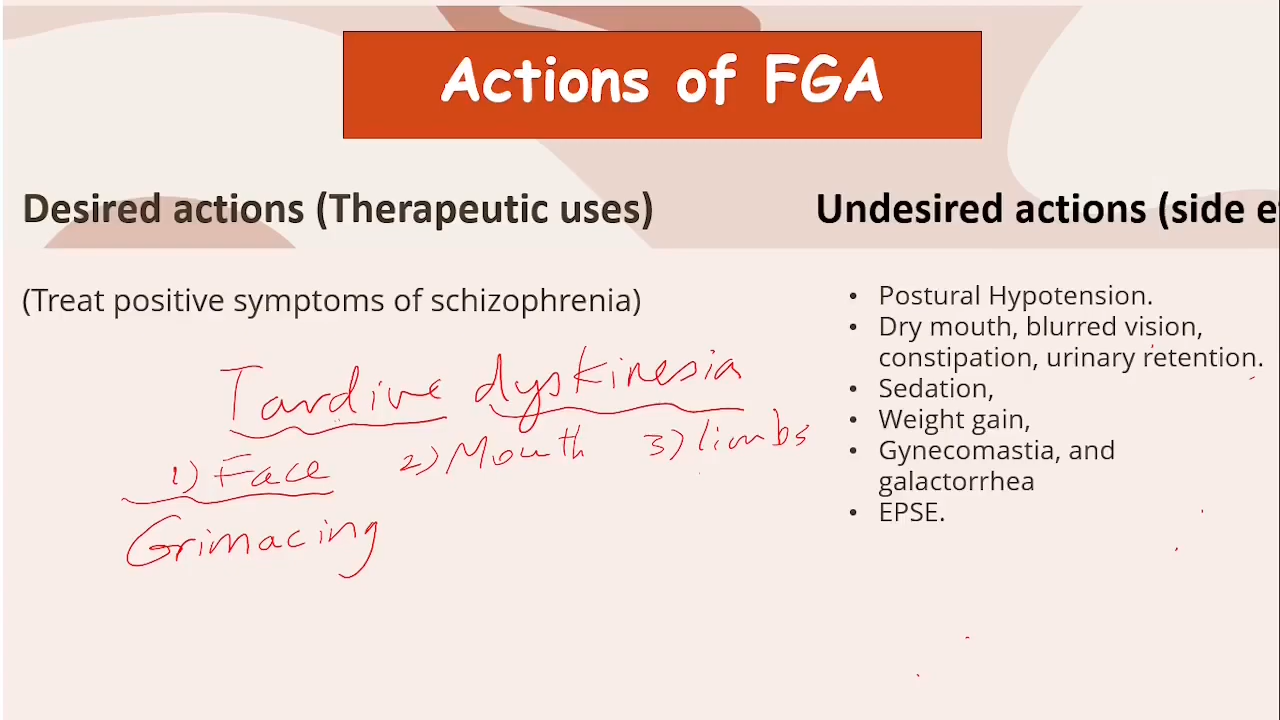 Actions of FGA
Desired actions (Therapeutic uses)
(Treat positive symptoms of schizophrenia)
Tardive dyskinesia
1) Face 2) Mouth 3) limbs
Grimacing
Undesired actions (side e
• Postural Hypotension.
• Dry mouth, blurred vision,
constipation, urinary retention.
• Sedation,
• Weight gain,
• Gynecomastia, and
galactorrhea
• EPSE.